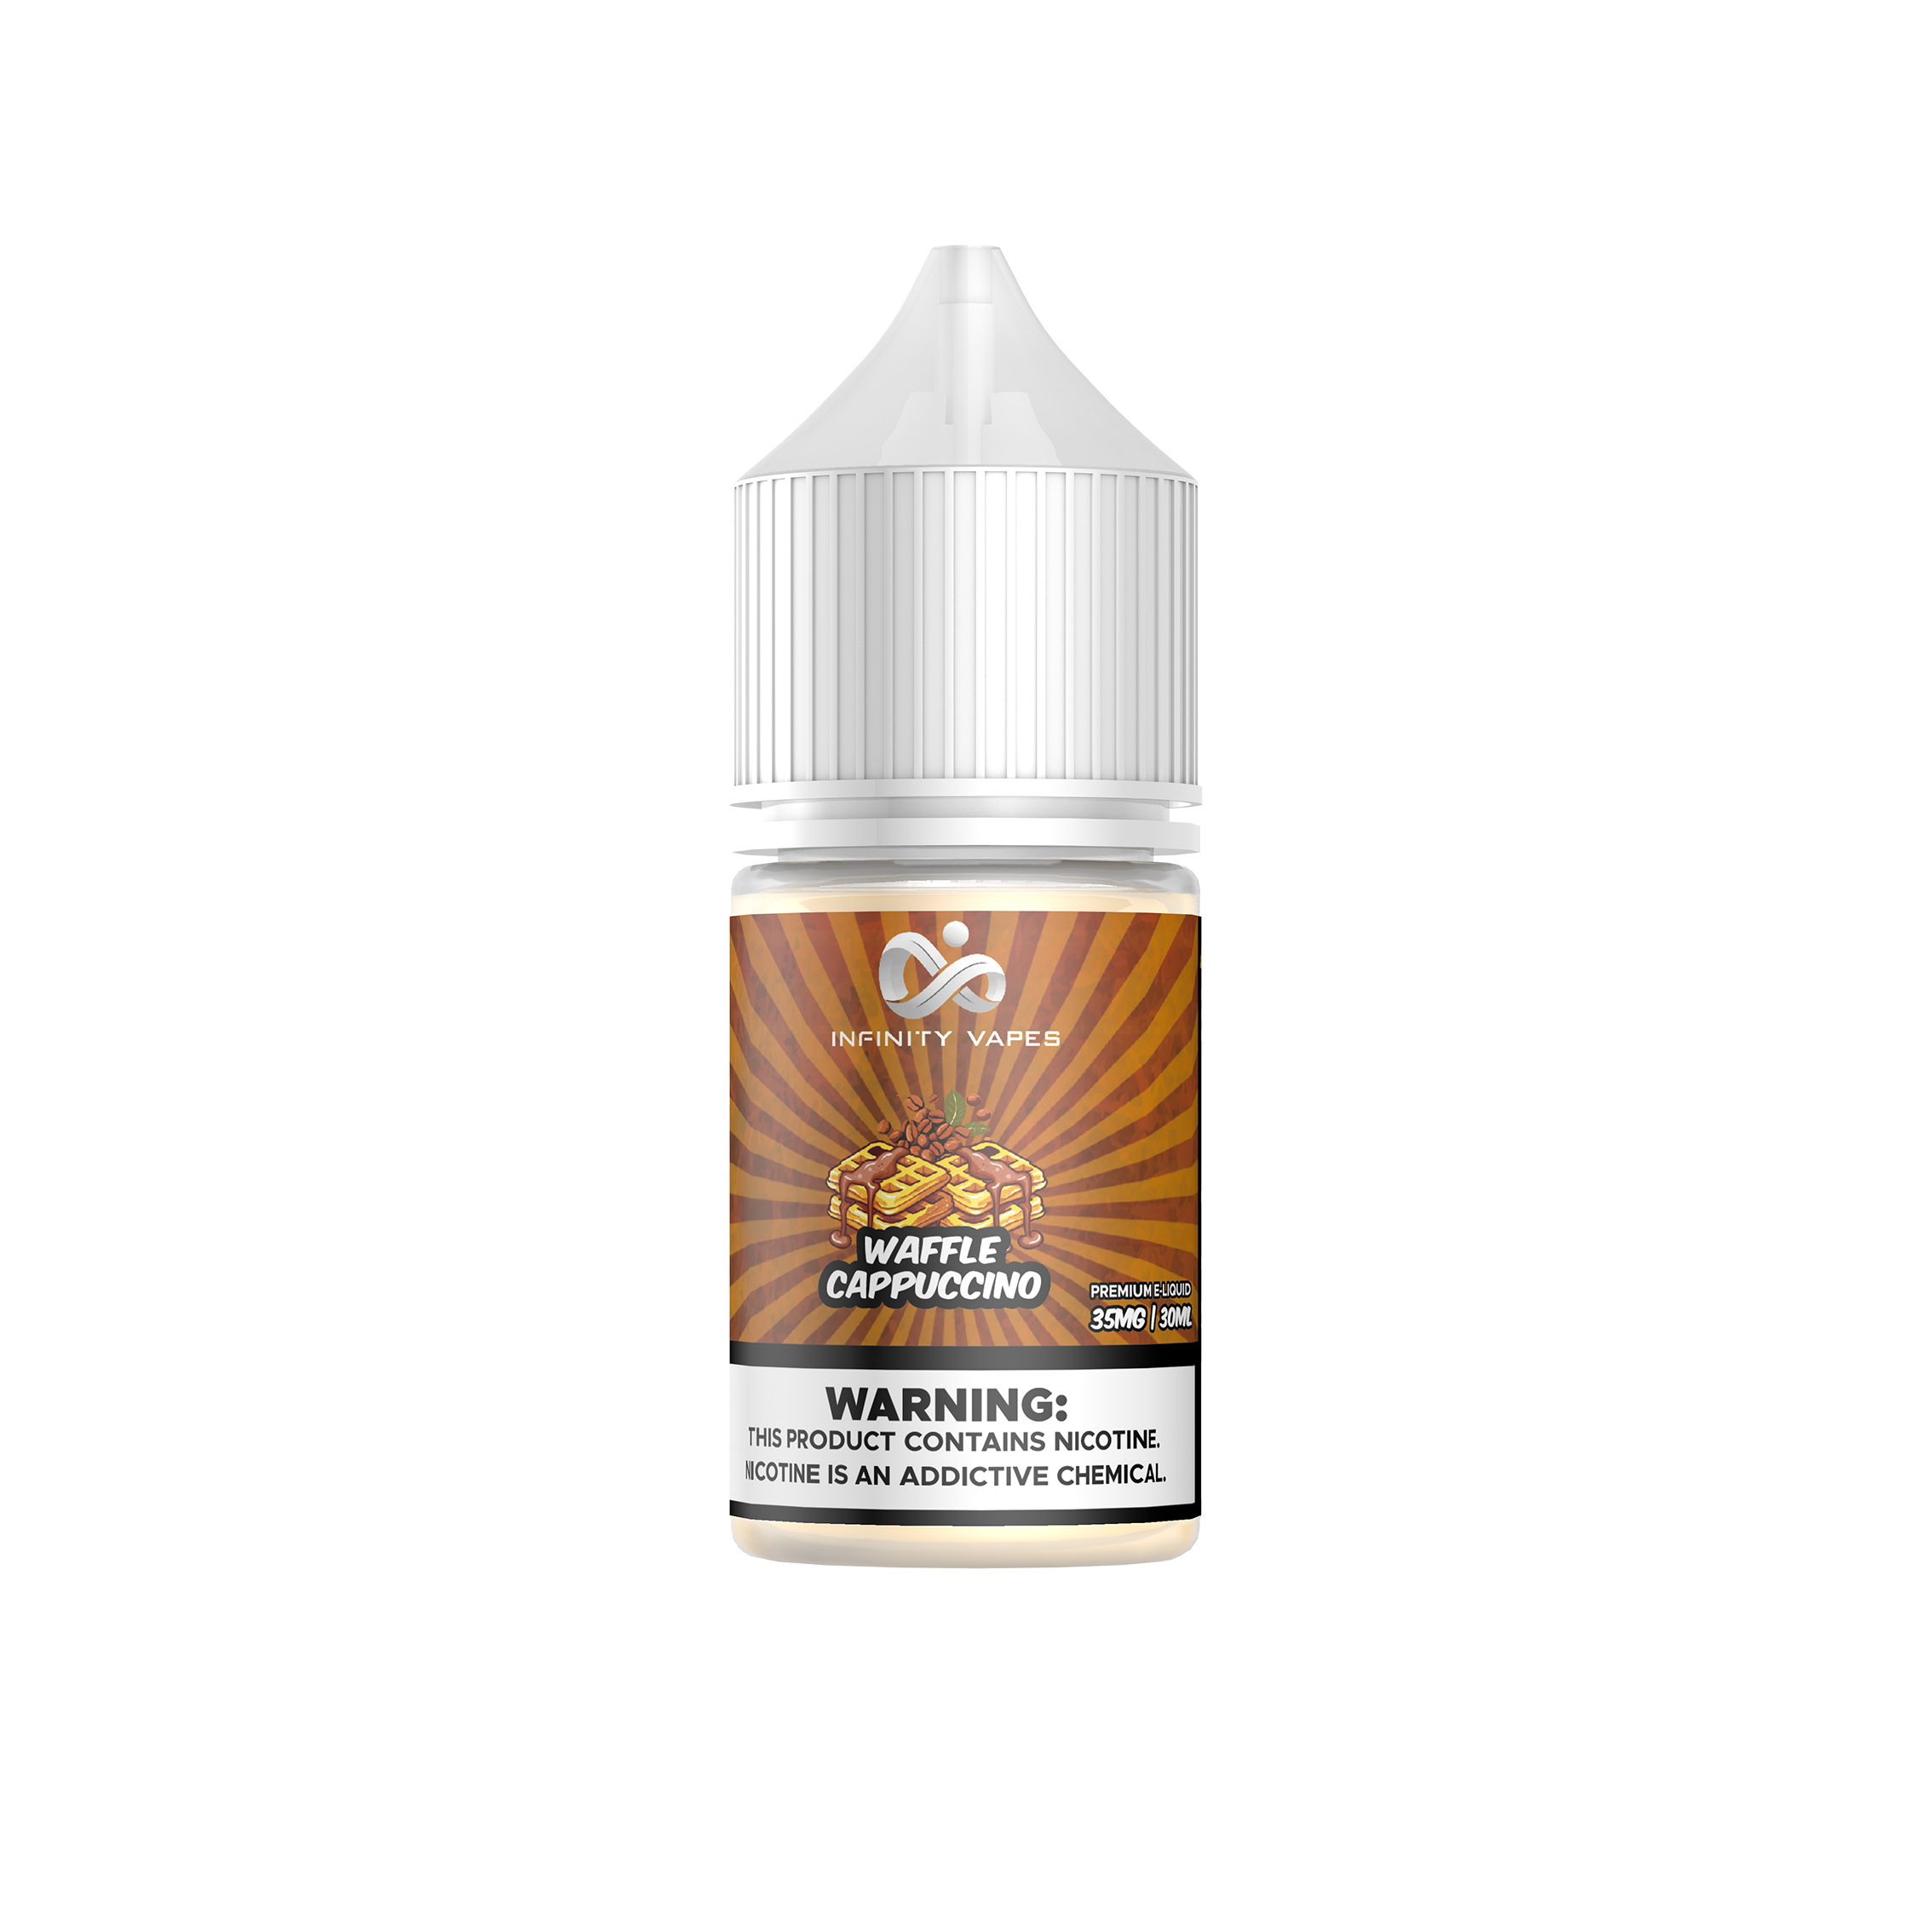 INFINITY VAPES
WAFFLE
CAPPUCCINO
PREMIUM E-LIQUID
35MG | 30ML
WARNING:
THIS PRODUCT CONTAINS NICOTINE.
NICOTINE IS AN ADDICTIVE CHEMICAL.